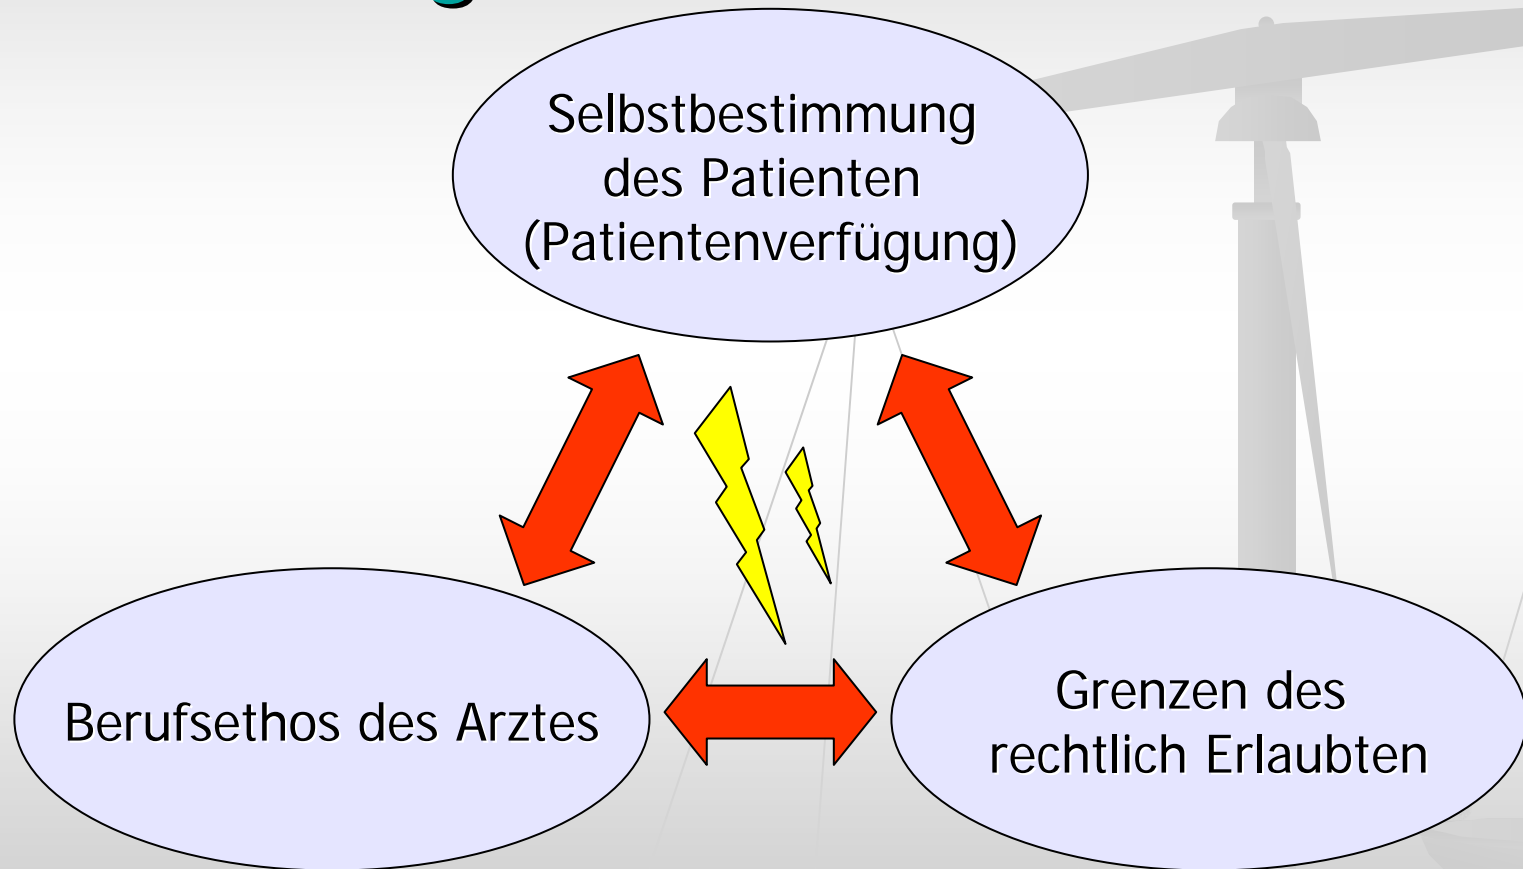 Selbstbestimmung
des Patienten
(Patientenverfügung)
Berufsethos des Arztes
Grenzen des
rechtlich Erlaubten